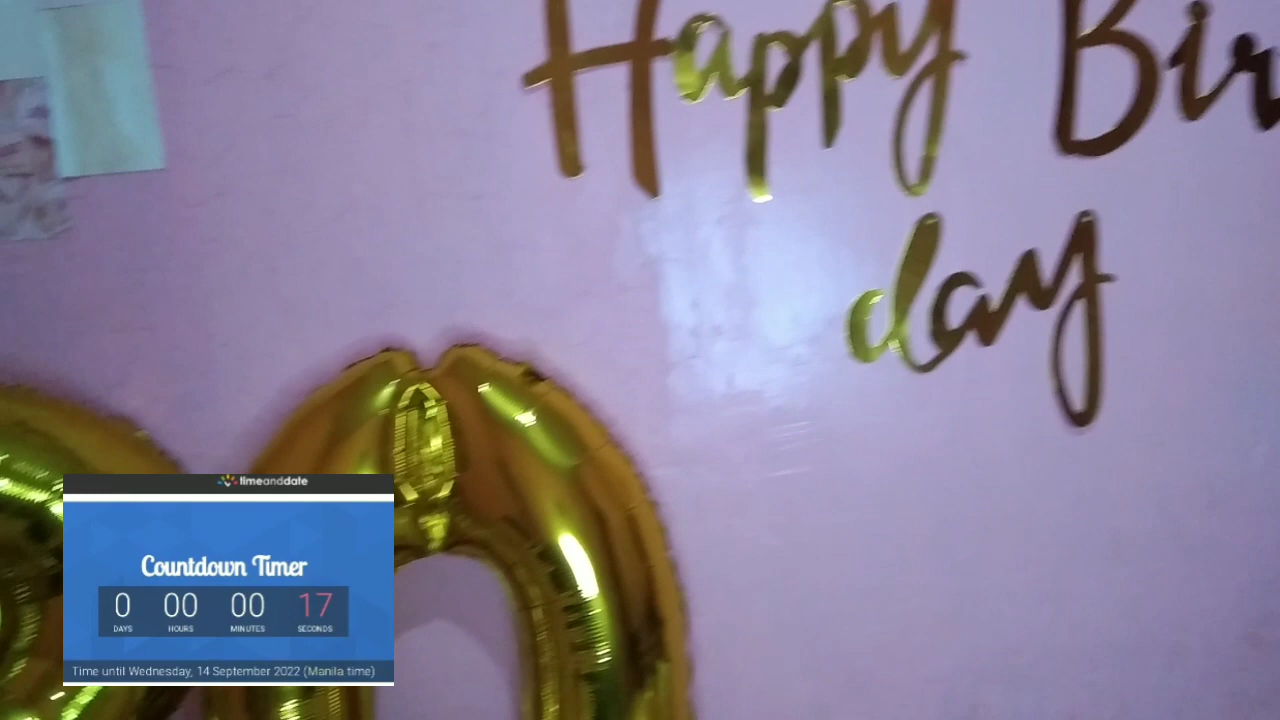 Happy Bir
day
timeanddate
Countdown Timer
0 00 00 17
DAYS HOURS MINUTES SECONDS
Time until Wednesday, 14 September 2022 (Manila time)